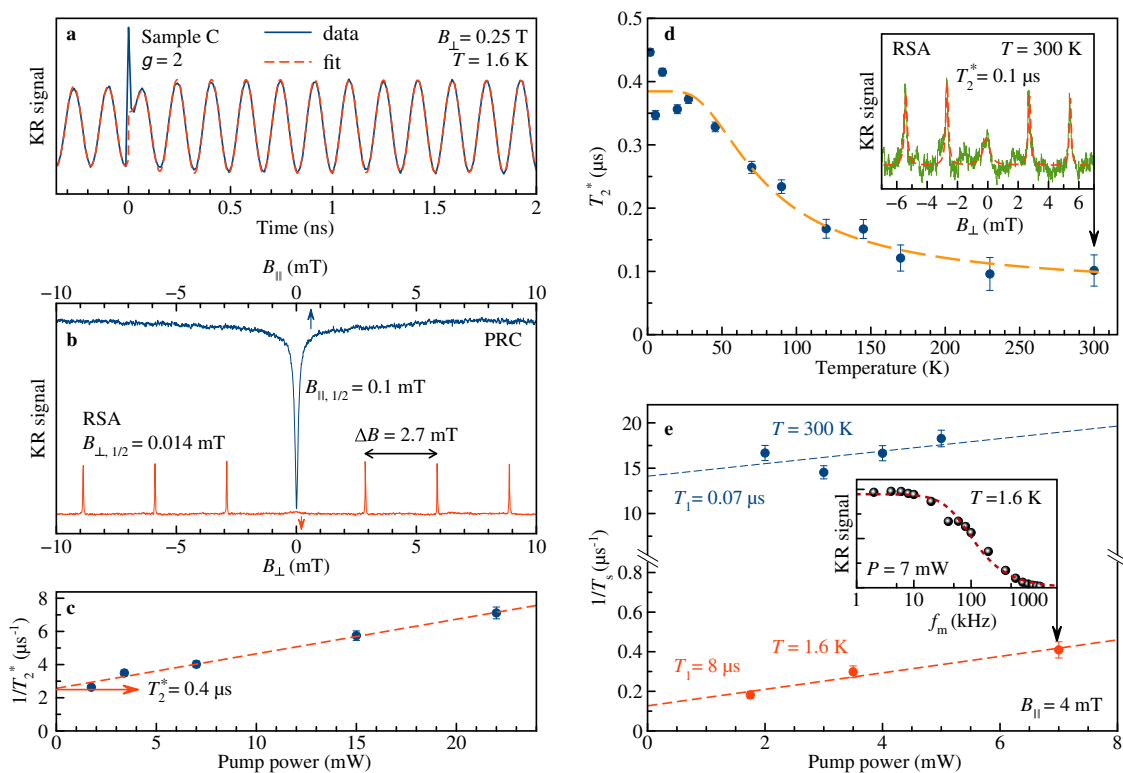 a Sample C data B⊥ = 0.25 T
g = 2 fit T = 1.6 K
KR signal
0 0.5 1 1.5 2
Time (ns)
B|| (mT)
−10 −5 0 5 10
b PRC
B||, 1/2 = 0.1 mT
RSA
B⊥, 1/2 = 0.014 mT
ΔB = 2.7 mT
KR signal
−10 −5 0 5 10
B⊥ (mT)
c
8
6
4
2
0
1/T2* (μs-1)
T2* = 0.4 μs
0 5 10 15 20
Pump power (mW)
d
0.5
0.4
0.3
0.2
0.1
0
T2* (μs)
RSA T = 300 K
T2* = 0.1 μs
KR signal
−6 −4 −2 0 2 4 6
B⊥ (mT)
0 50 100 150 200 250 300
Temperature (K)
e
20
17.5
15
12.5
10
0.8
0.6
0.4
0.2
0
1/Ts (μs-1)
T = 300 K
T1 = 0.07 μs
T = 1.6 K
KR signal
P = 7 mW
1 10 100 1000
fm (kHz)
T = 1.6 K
T1 = 8 μs
B|| = 4 mT
0 2 4 6 8
Pump power (mW)